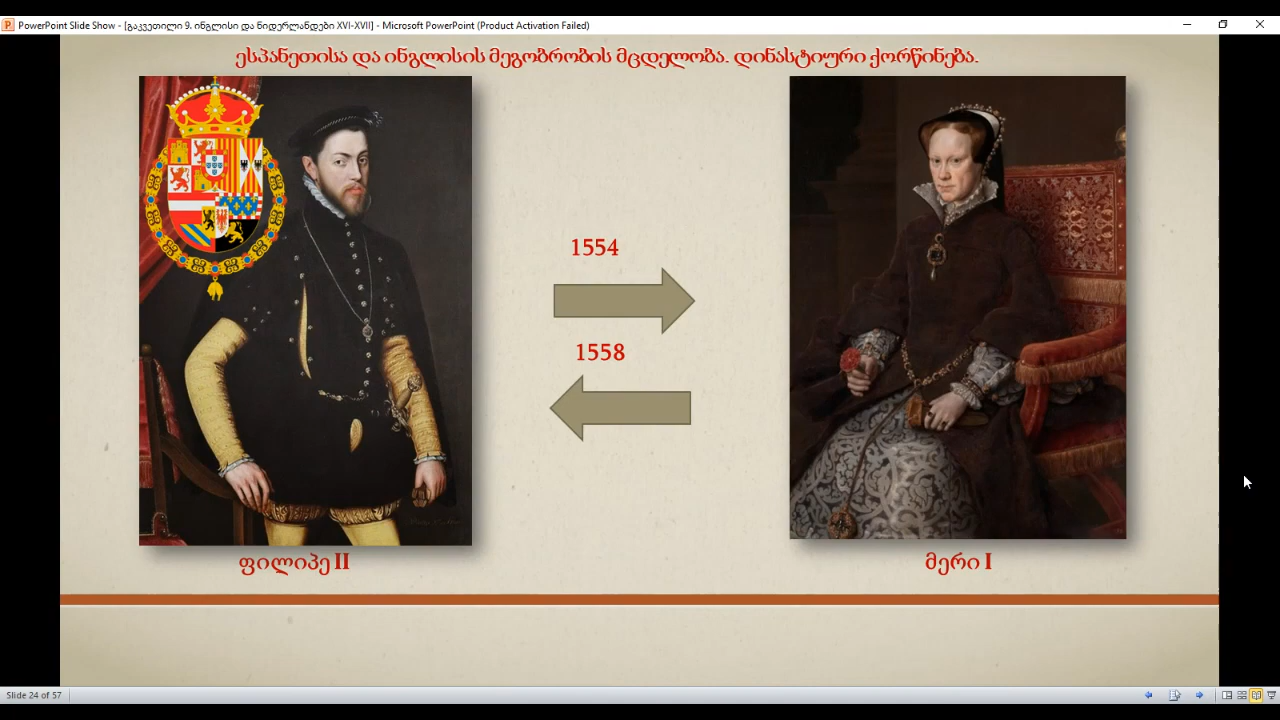 PowerPoint Slide Show - [გაკვეთილი 9. ინგლისი და ნიდერლანდები XVI-XVII] - Microsoft PowerPoint (Product Activation Failed)
ესპანეთისა და ინგლისის მეგობრობის მცდელობა. დინასტიური ქორწინება.
1554
1558
ფილიპე II
მერი I
Slide 24 of 57